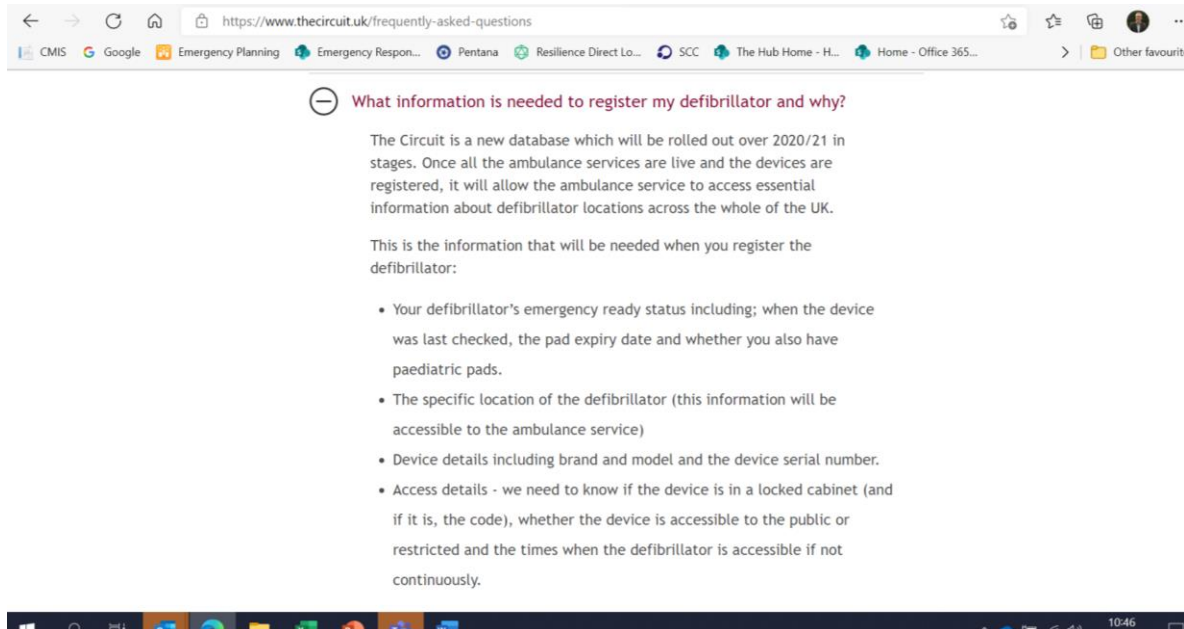 https://www.thecircuit.uk/frequently-asked-questions
CMIS Google Emergency Planning Emergency Respon... Pentana Resilience Direct Lo... SCC The Hub Home - H... Home - Office 365... Other favourit
What information is needed to register my defibrillator and why?
The Circuit is a new database which will be rolled out over 2020/21 in
stages. Once all the ambulance services are live and the devices are
registered, it will allow the ambulance service to access essential
information about defibrillator locations across the whole of the UK.
This is the information that will be needed when you register the
defibrillator:
• Your defibrillator’s emergency ready status including; when the device
was last checked, the pad expiry date and whether you also have
paediatric pads.
• The specific location of the defibrillator (this information will be
accessible to the ambulance service)
• Device details including brand and model and the device serial number.
• Access details - we need to know if the device is in a locked cabinet (and
if it is, the code), whether the device is accessible to the public or
restricted and the times when the defibrillator is accessible if not
continuously.
10:46